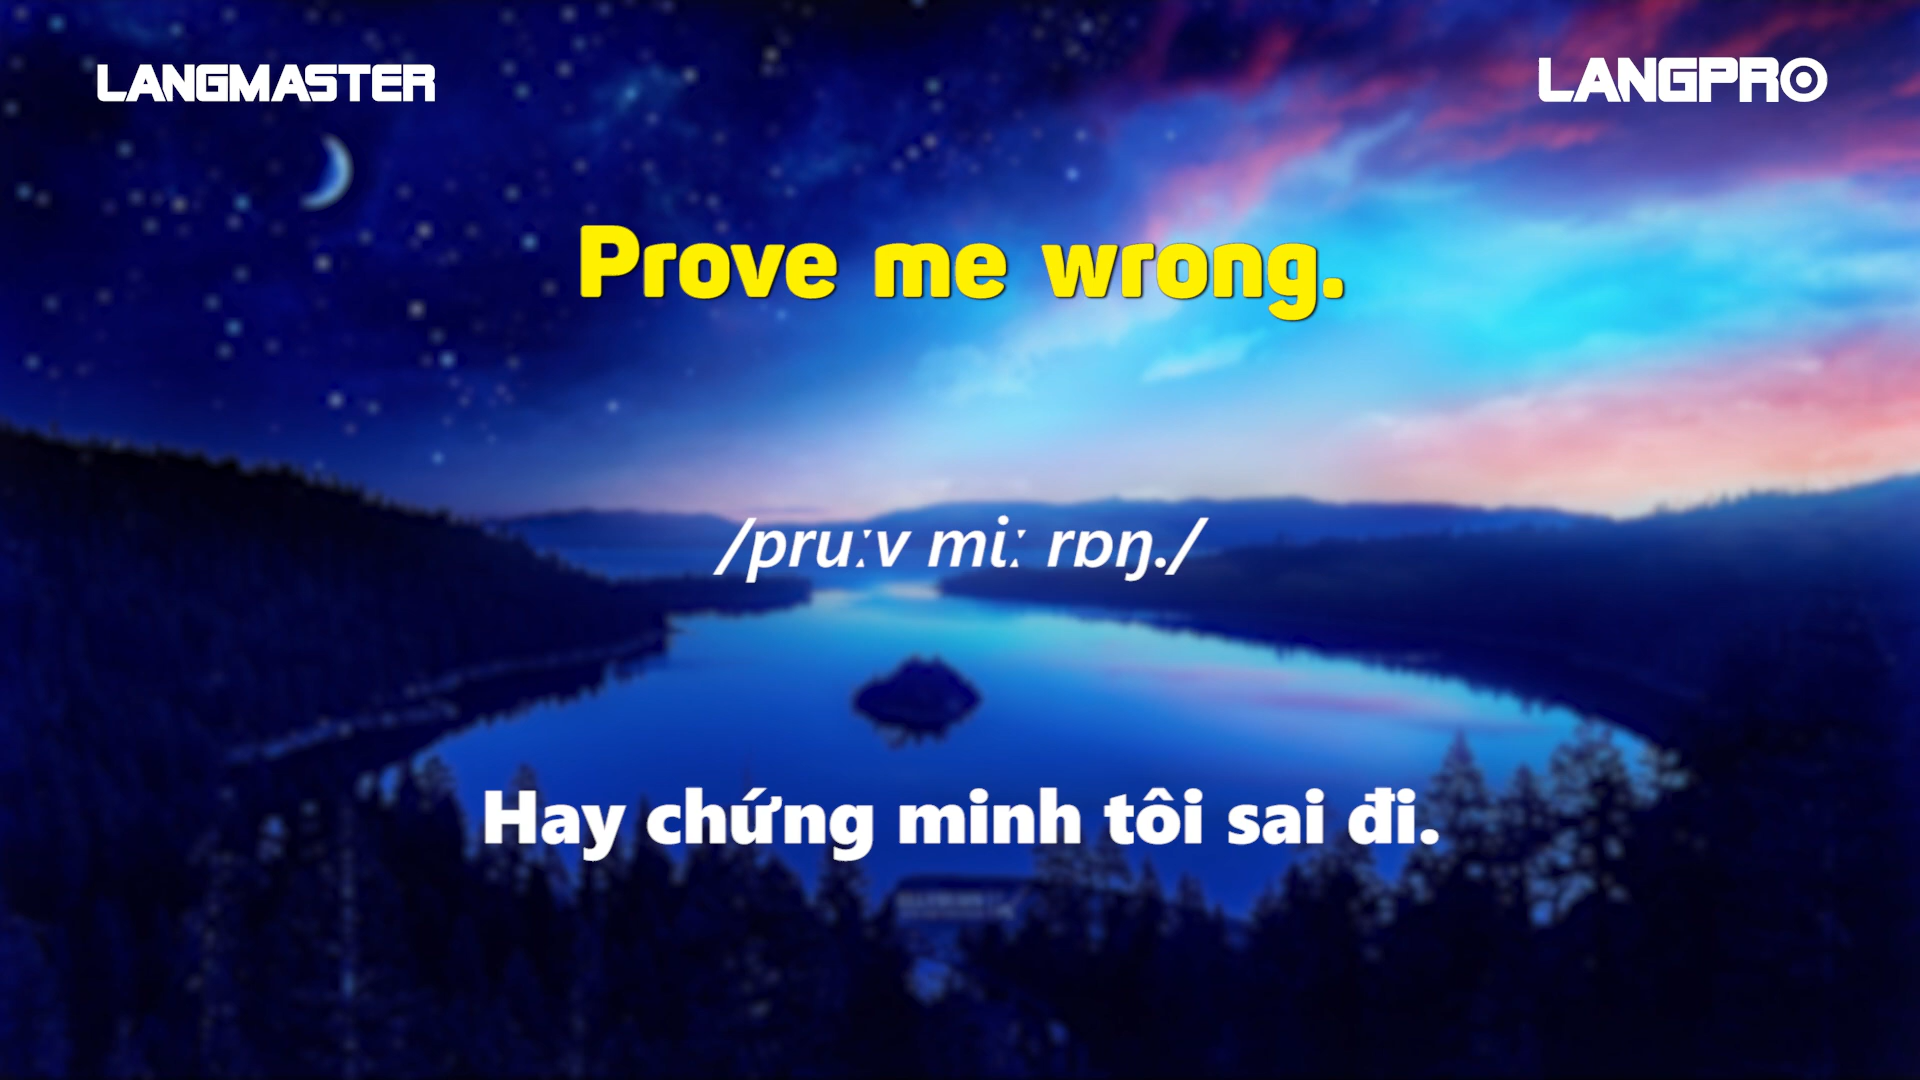 LANGMASTER
LANGPRO
Prove me wrong.
/pruːv miː rɒŋ./
Hay chứng minh tôi sai đi.